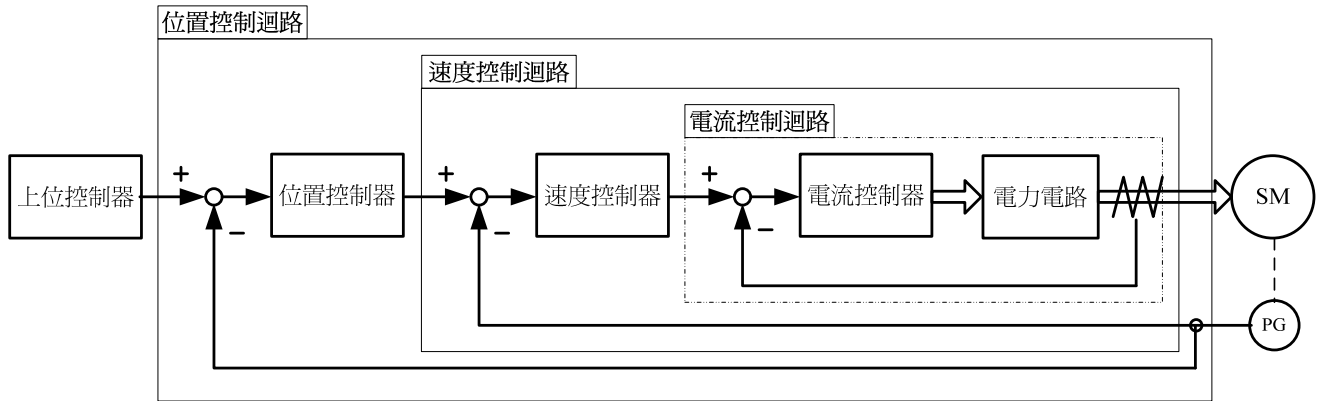 位置控制迴路
速度控制迴路
電流控制迴路
上位控制器
+
−
位置控制器
+
−
速度控制器
+
−
電流控制器
電力電路
SM
PG